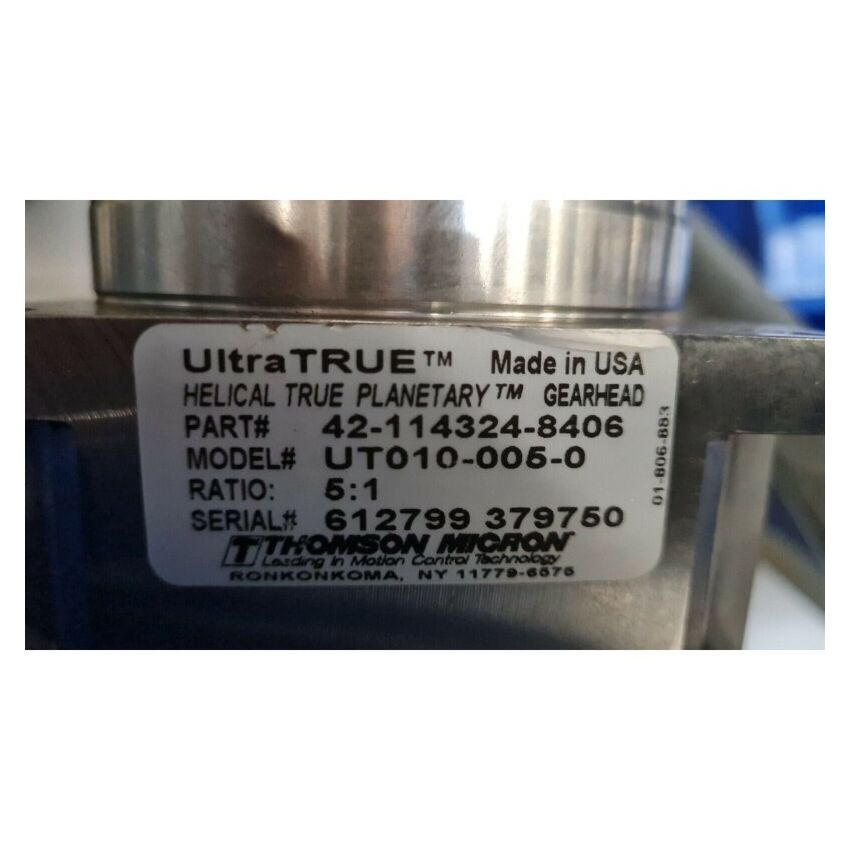 UltraTRUE™ Made in USA
HELICAL TRUE PLANETARY™ GEARHEAD
PART# 42-114324-8406
MODEL# UT010-005-0
RATIO: 5:1
SERIAL# 612799 379750
THOMSON MICRON
Leading in Motion Control Technology
RONKONKOMA, NY 11779-6575
01-806-883